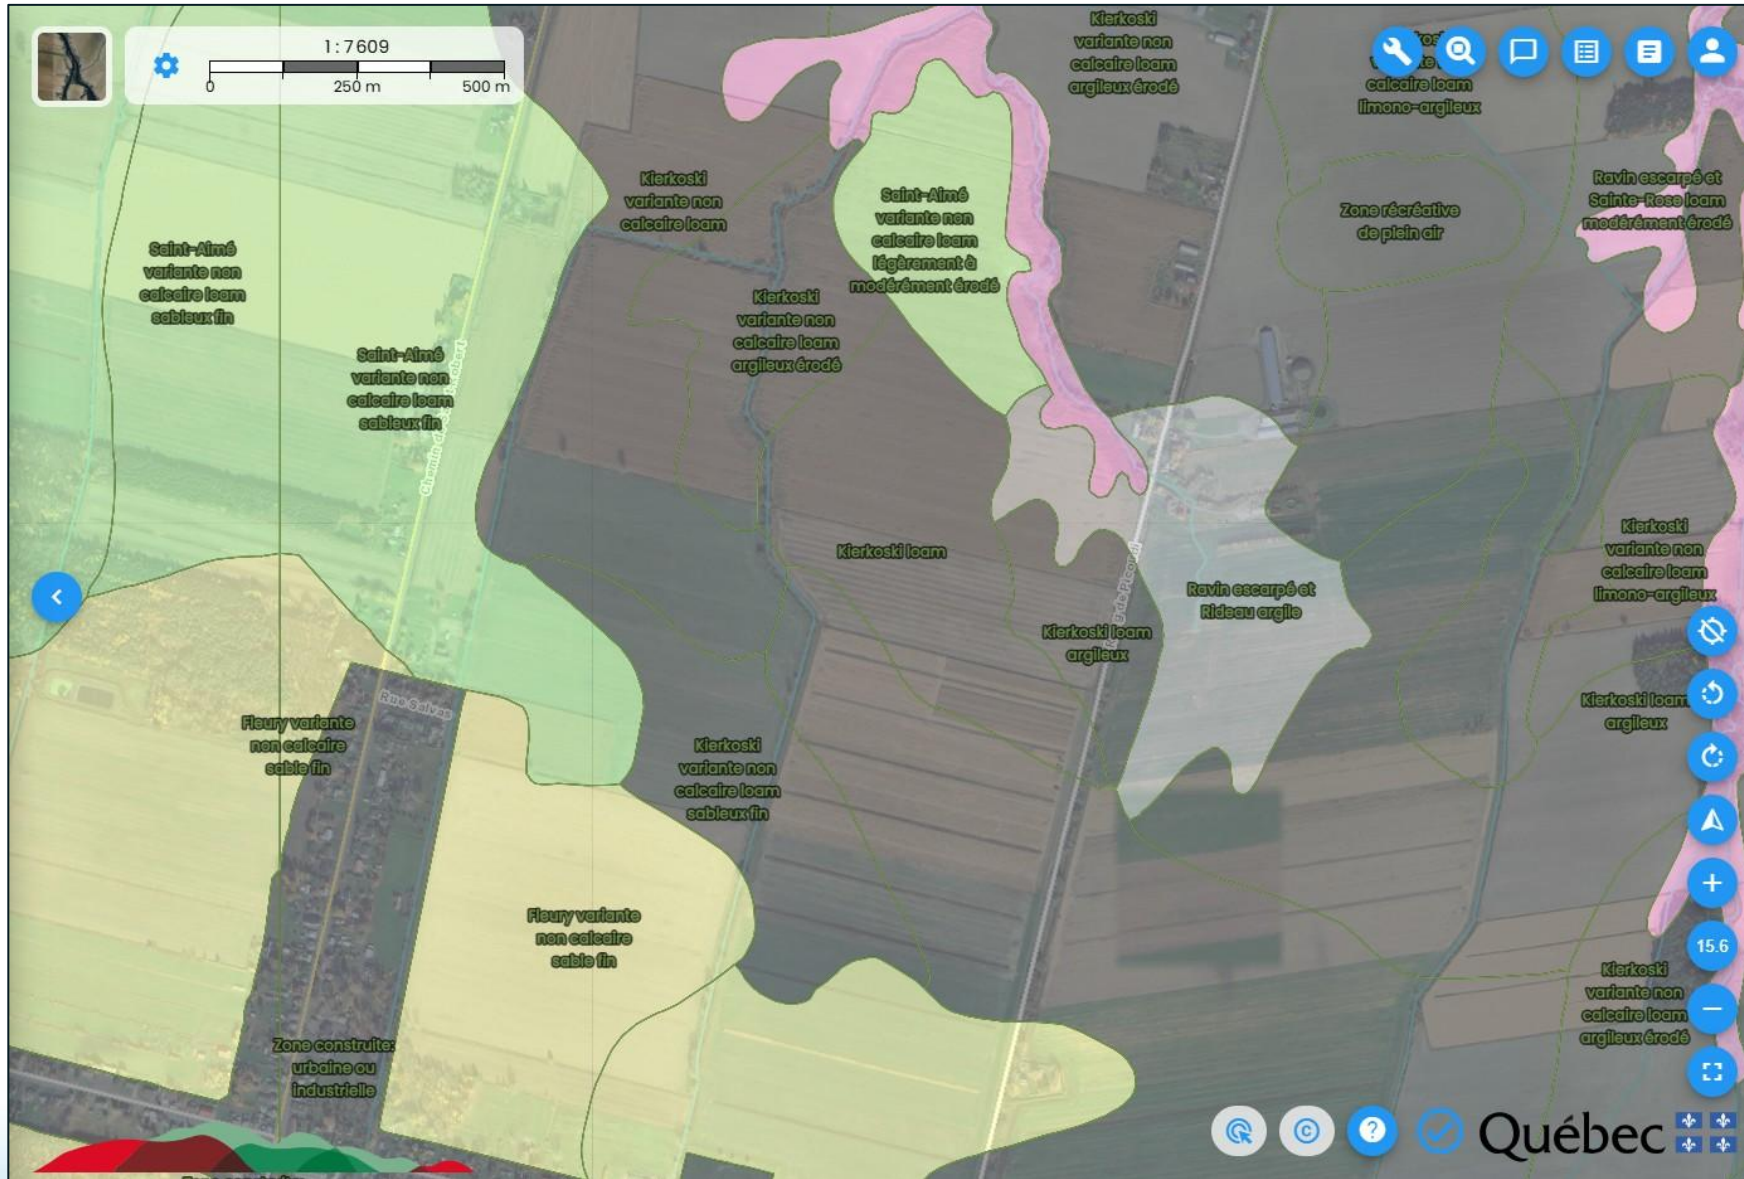 1 : 7609
0
250 m
500 m
Kierkoski
variante non
calcaire loam
argileux érodé
calcaire loam
limono-argileux
Kierkoski
variante non
calcaire loam
Saint-Aimé
variante non
calcaire loam
légèrement à
modérément érodé
Zone récréative
de plein air
Ravin escarpé et
Sainte-Rose loam
modérément érodé
Saint-Aimé
variante non
calcaire loam
sableux fin
Kierkoski
variante non
calcaire loam
argileux érodé
Saint-Aimé
variante non
calcaire loam
sableux fin
Kierkoski loam
Kierkoski
variante non
calcaire loam
limono-argileux
Ravin escarpé et
Rideau argile
Kierkoski loam
argileux
Rue Salvas
Kierkoski loam
argileux
Fleury variante
non calcaire
sable fin
Kierkoski
variante non
calcaire loam
sableux fin
Fleury variante
non calcaire
sable fin
15.6
Kierkoski
variante non
calcaire loam
argileux érodé
Zone construite:
urbaine ou
industrielle
Québec